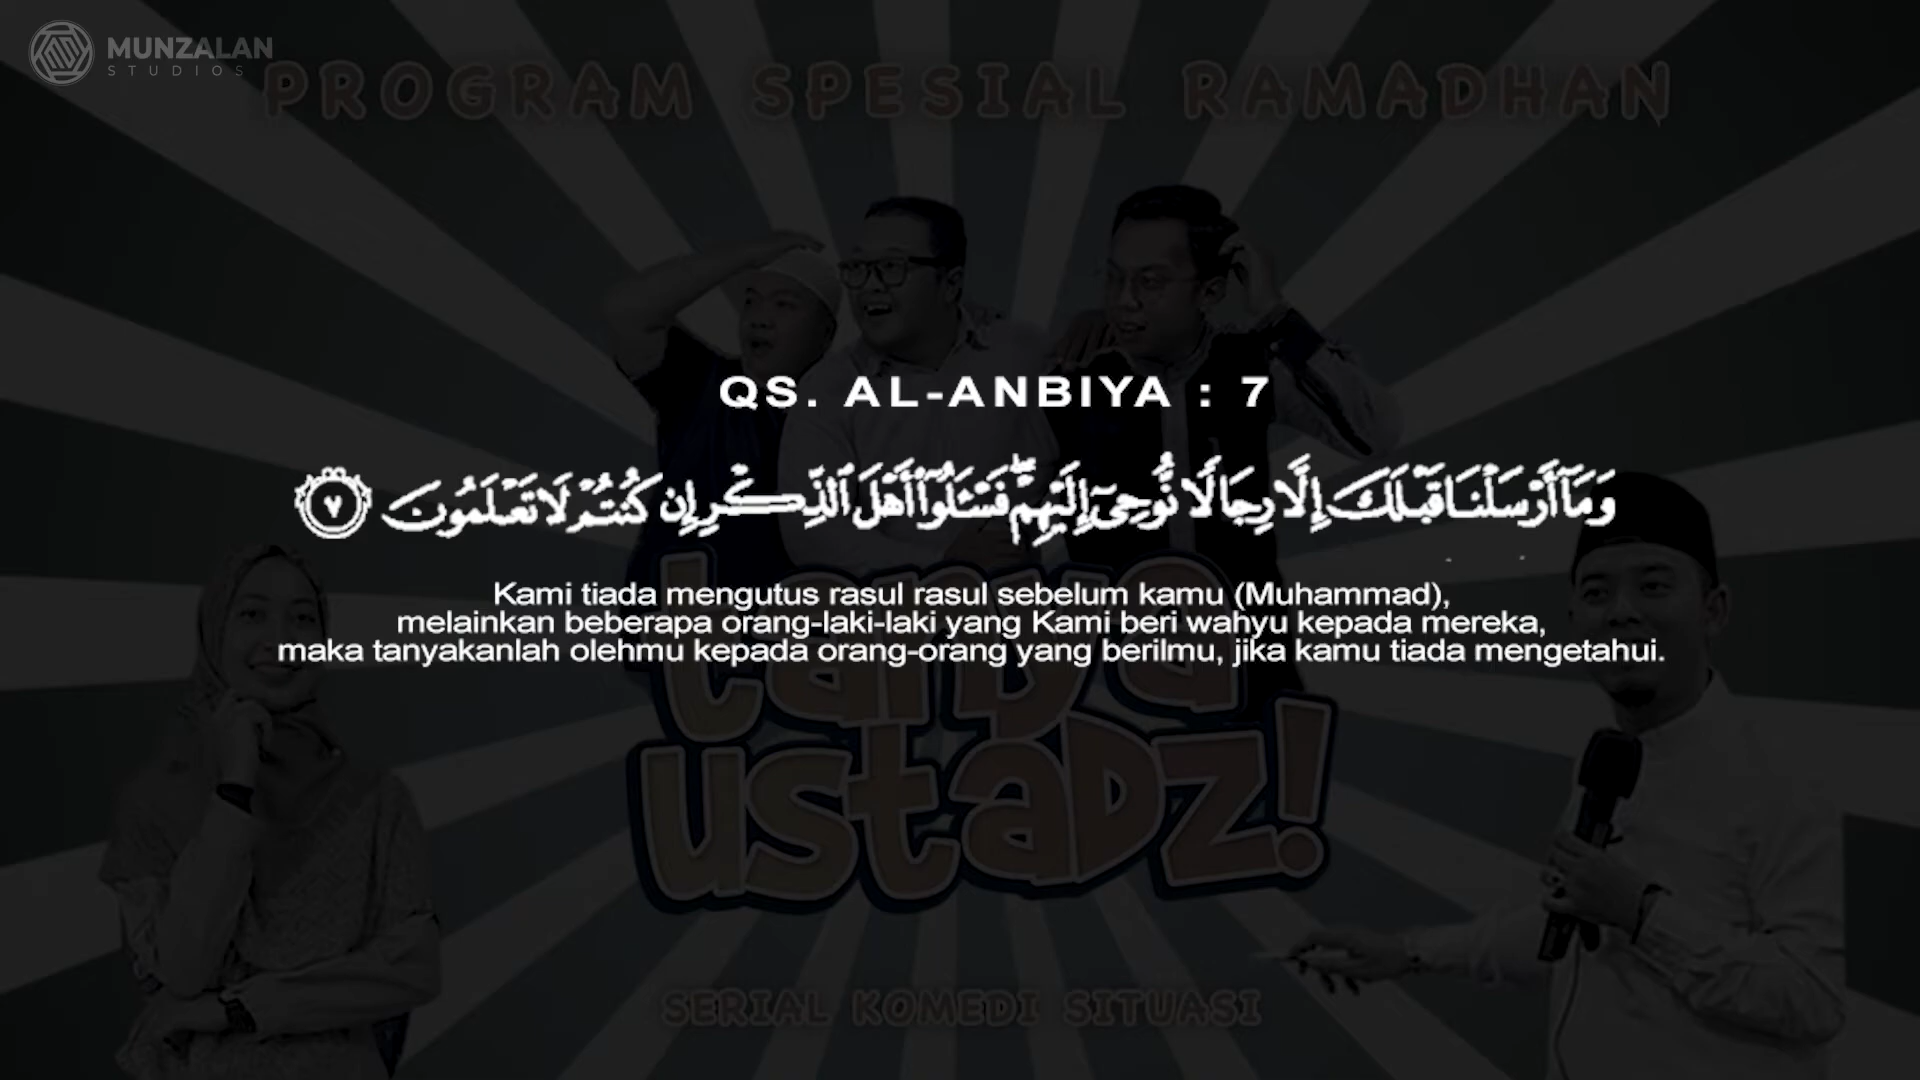 MUNZALAN
STUDIOS
PROGRAM SPESIAL RAMADHAN
QS. AL-ANBIYA : 7
وَمَآ أَرْسَلْنَا قَبْلَكَ إِلَّا رِجَالًا نُّوحِىٓ إِلَيْهِمْ ۖ فَسْـَٔلُوٓا۟ أَهْلَ ٱلذِّكْرِ إِن كُنتُمْ لَا تَعْلَمُونَ ٧
Kami tiada mengutus rasul rasul sebelum kamu (Muhammad),
melainkan beberapa orang-laki-laki yang Kami beri wahyu kepada mereka,
maka tanyakanlah olehmu kepada orang-orang yang berilmu, jika kamu tiada mengetahui.
tanya
ustadz!
SERIAL KOMEDI SITUASI